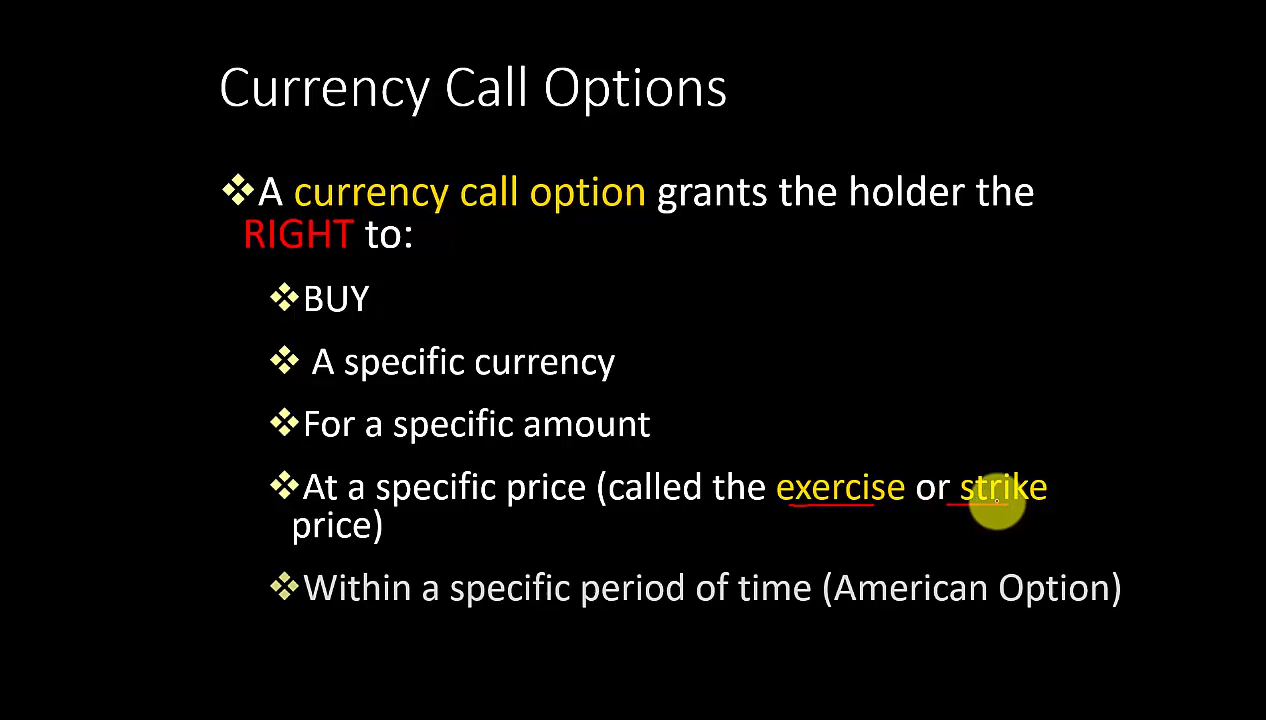 Currency Call Options
❖A currency call option grants the holder the
RIGHT to:
❖BUY
❖ A specific currency
❖For a specific amount
❖At a specific price (called the exercise or strike
price)
❖Within a specific period of time (American Option)